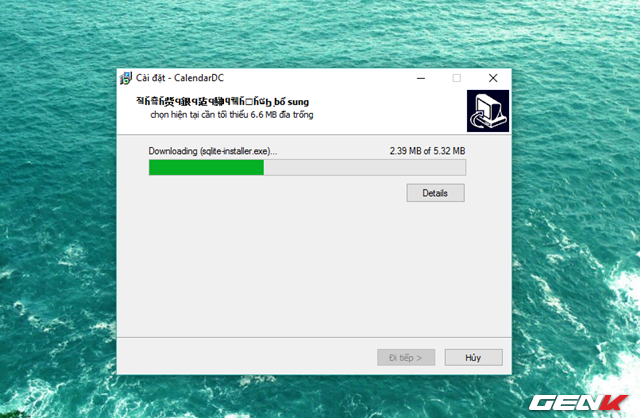 Cài đặt - CalendarDC
bổ sung
chọn hiện tại cần tối thiểu 6.6 MB đĩa trống
Downloading (sqlite-installer.exe)... 2.39 MB of 5.32 MB
Details
Đi tiếp > Hủy
GENK